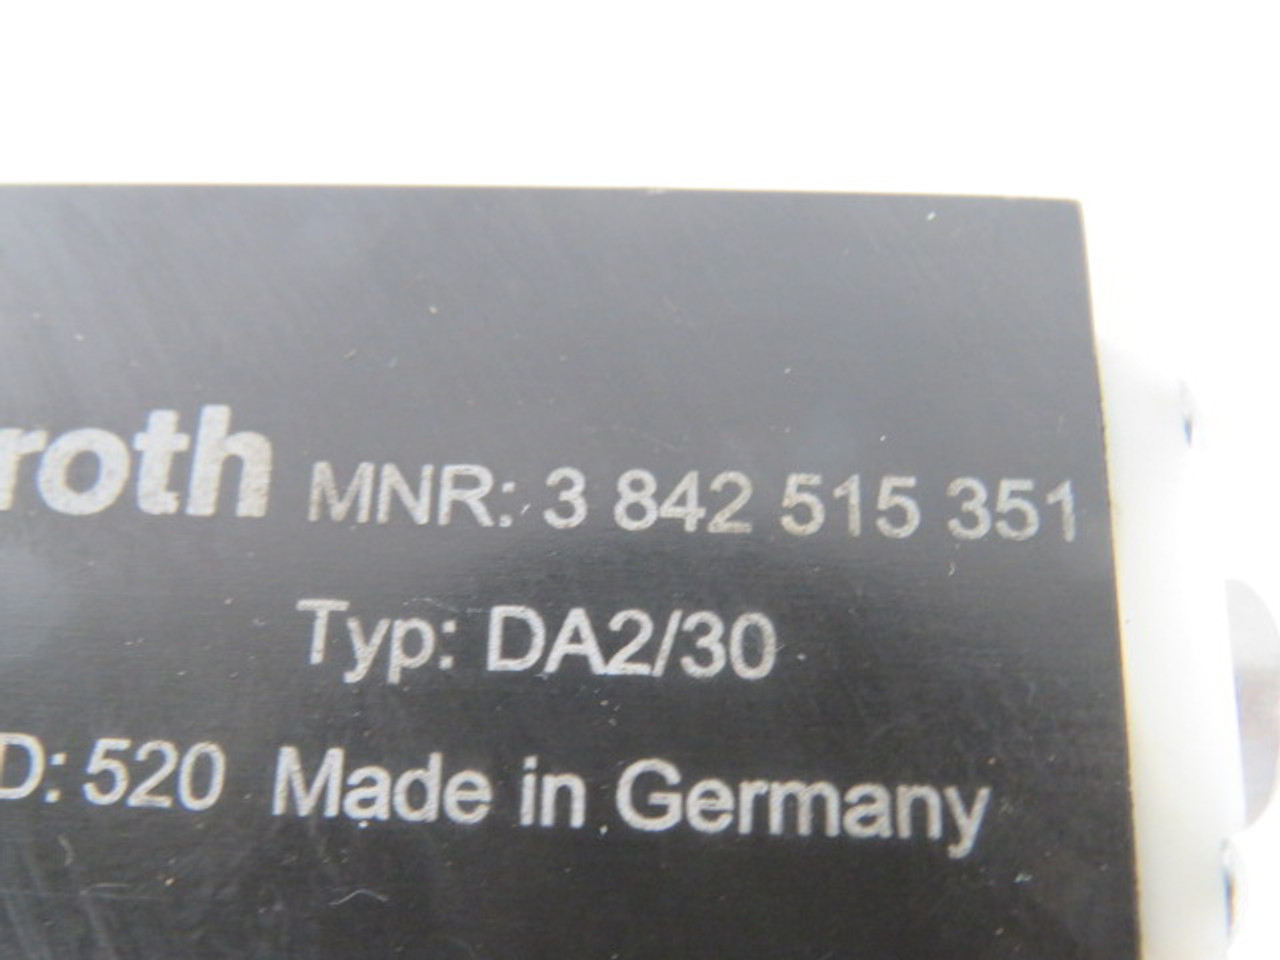 roth MNR: 3 842 515 351
Typ: DA2/30
D: 520 Made in Germany